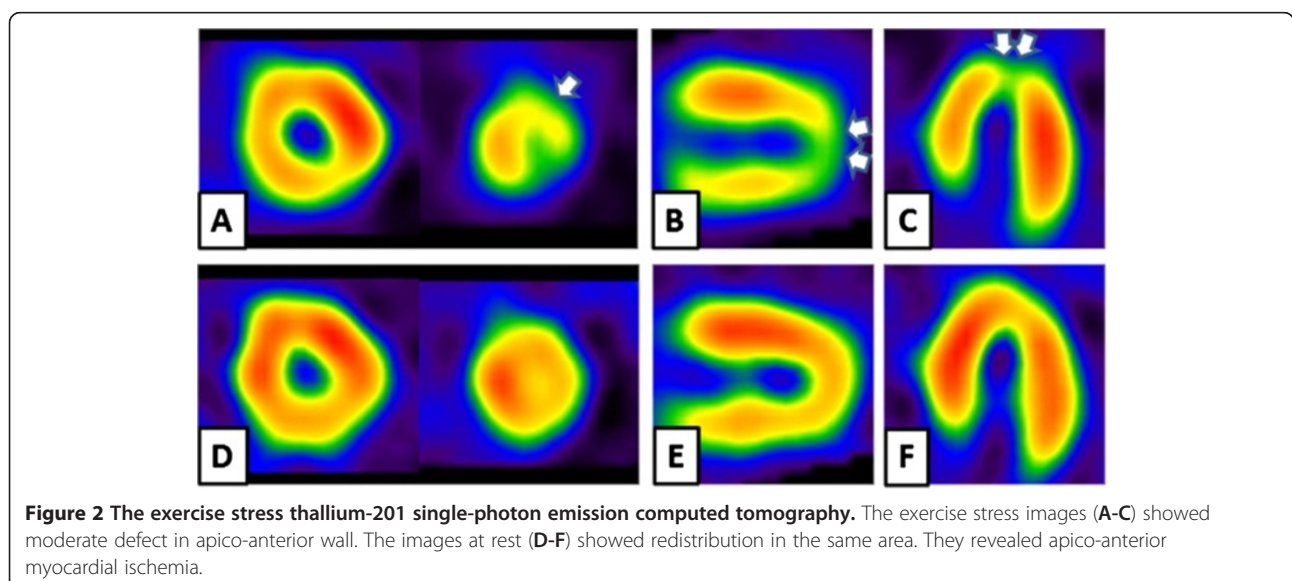 A
B
C
D
E
F
Figure 2 The exercise stress thallium-201 single-photon emission computed tomography. The exercise stress images (A-C) showed
moderate defect in apico-anterior wall. The images at rest (D-F) showed redistribution in the same area. They revealed apico-anterior
myocardial ischemia.